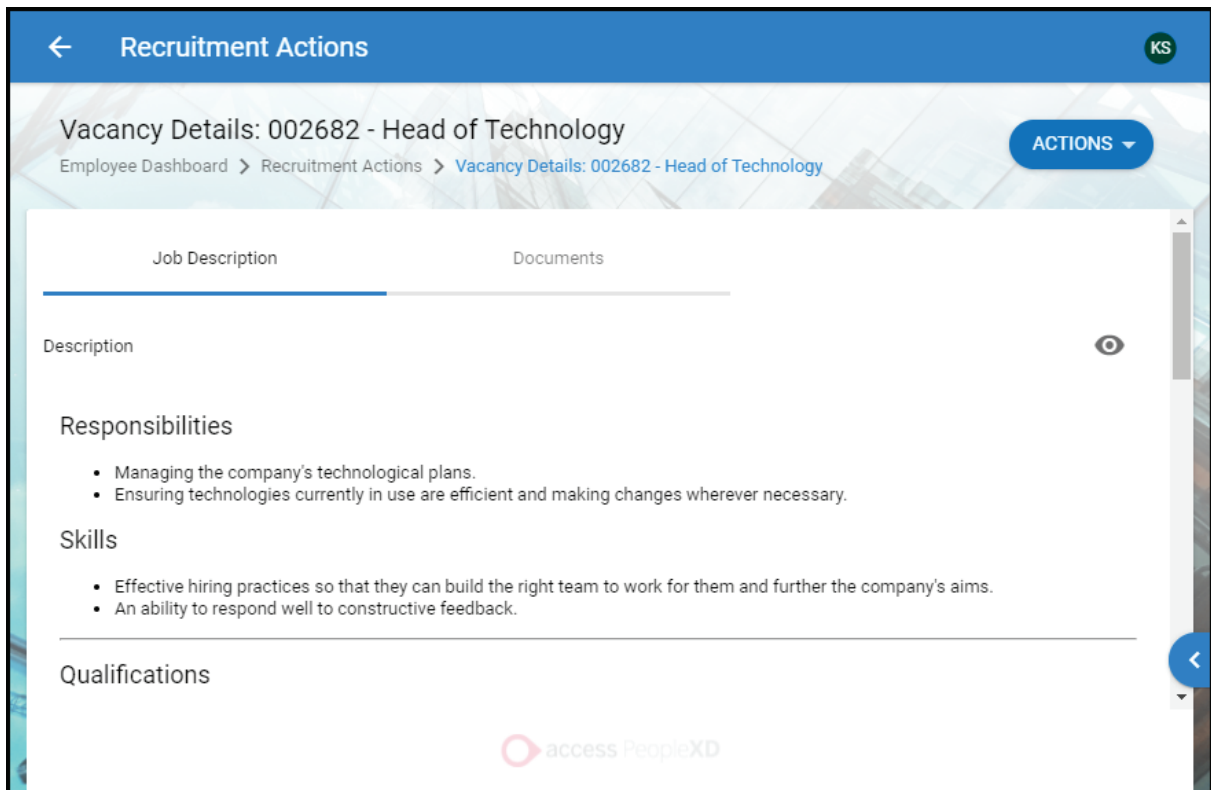 Recruitment Actions
KS
Vacancy Details: 002682 - Head of Technology
ACTIONS
Employee Dashboard > Recruitment Actions > Vacancy Details: 002682 - Head of Technology
Job Description
Documents
Description
Responsibilities
• Managing the company's technological plans.
• Ensuring technologies currently in use are efficient and making changes wherever necessary.
Skills
• Effective hiring practices so that they can build the right team to work for them and further the company's aims.
• An ability to respond well to constructive feedback.
Qualifications
access PeopleXD